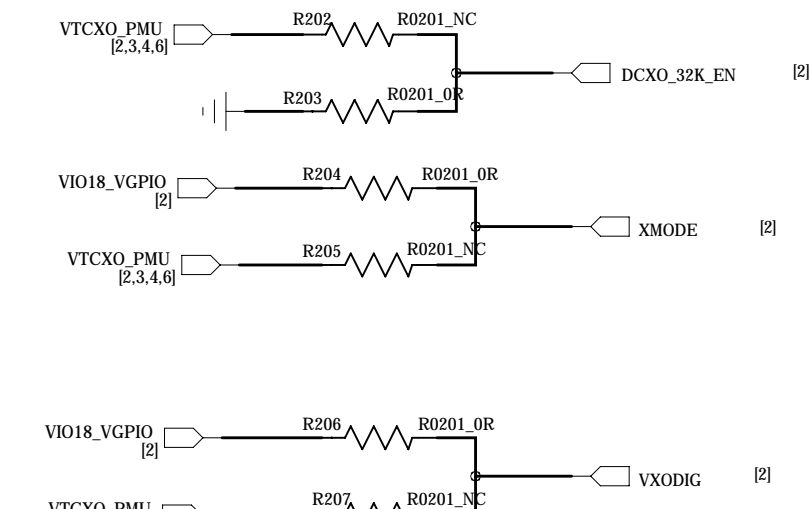 R202 R0201_NC
VTCXO_PMU
[2,3,4,6]
DCXO_32K_EN [2]
R203 R0201_0R
R204 R0201_0R
VIO18_VGPIO
[2]
XMODE [2]
R205 R0201_NC
VTCXO_PMU
[2,3,4,6]
R206 R0201_0R
VIO18_VGPIO
[2]
VXODIG [2]
R207 R0201_NC
VTCXO_PMU